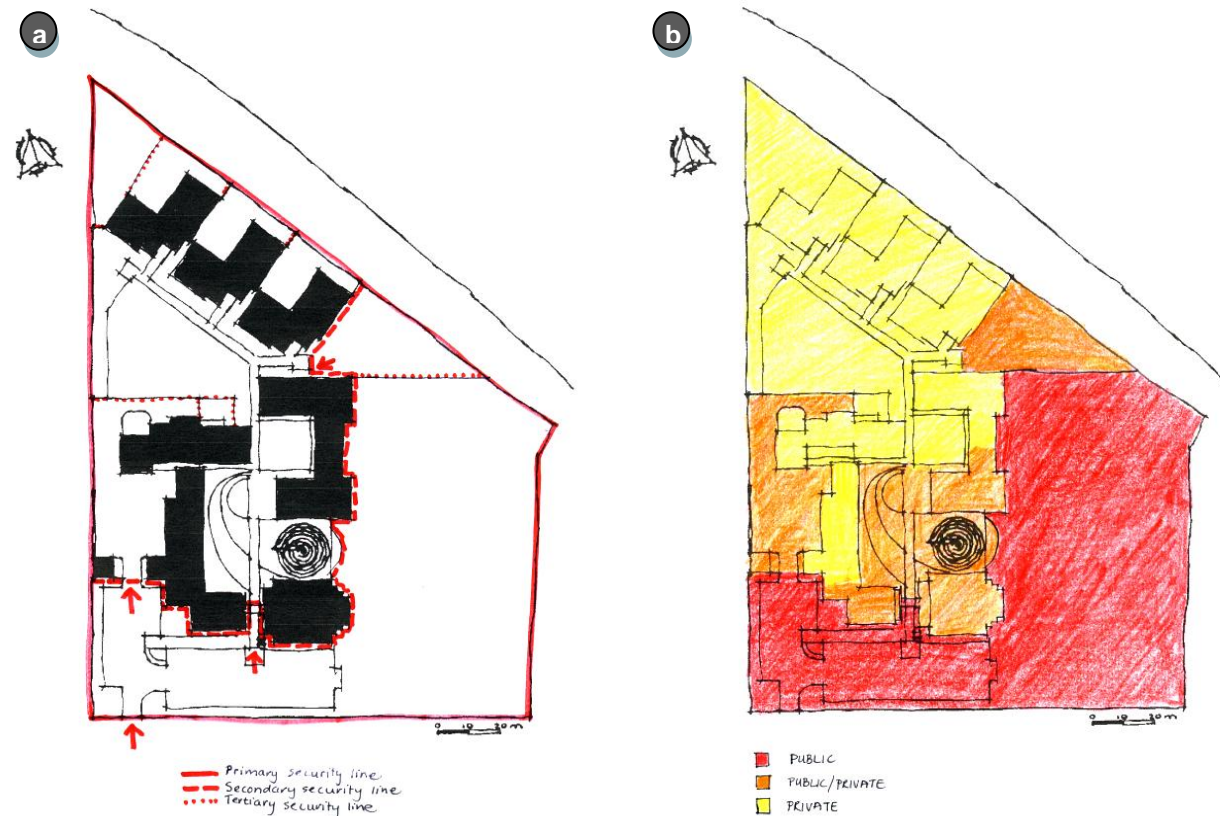 a
b
0 10 20m
0 10 20m
Primary security line
Secondary security line
Tertiary security line
PUBLIC
PUBLIC/PRIVATE
PRIVATE